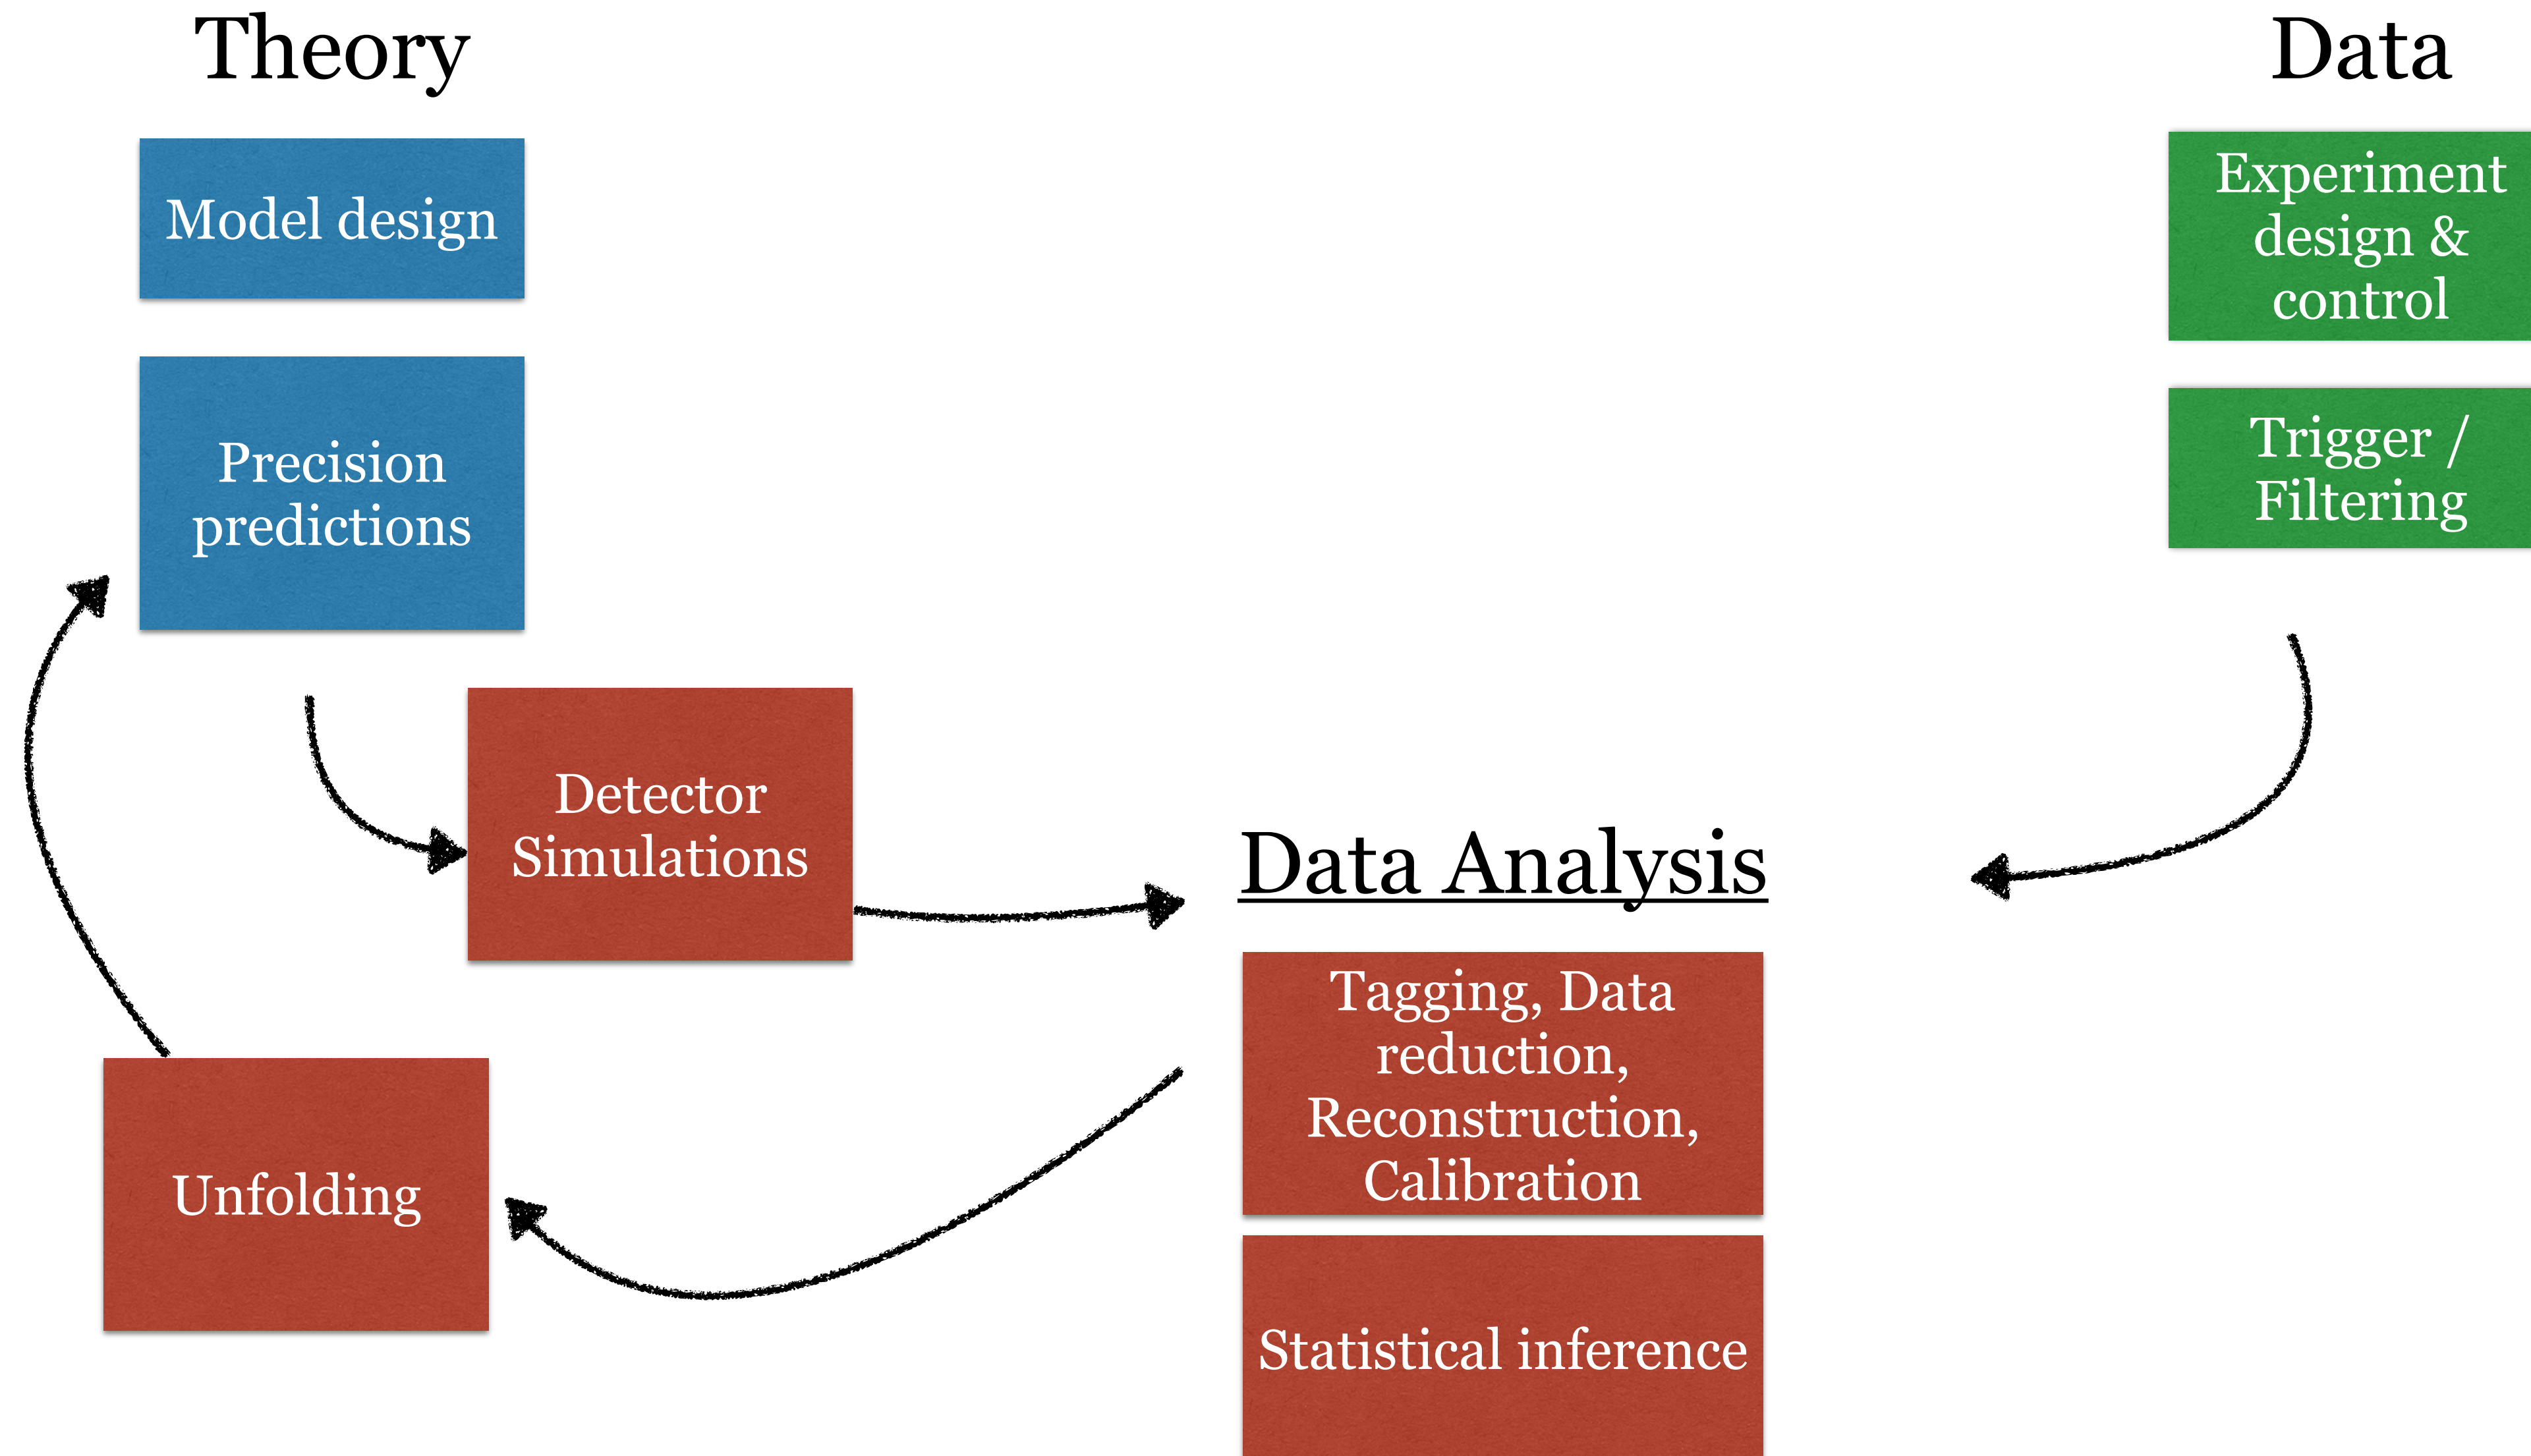 Theory
Data
Model design
Experiment
design &
control
Precision
predictions
Trigger /
Filtering
Detector
Simulations
Data Analysis
Tagging, Data
reduction,
Reconstruction,
Calibration
Unfolding
Statistical inference